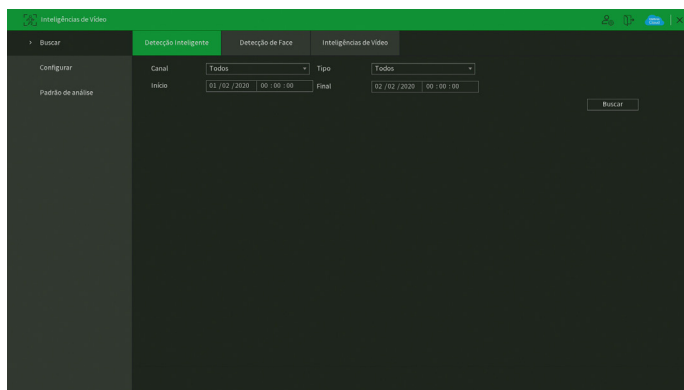 Inteligências de Vídeo
Buscar
Configurar
Padrão de análise
Detecção Inteligente
Detecção de Face
Inteligências de Vídeo
Canal Todos Tipo Todos
Início 01 /02 /2020 00 : 00 : 00 Final 02 /02 /2020 00 : 00 : 00
Buscar